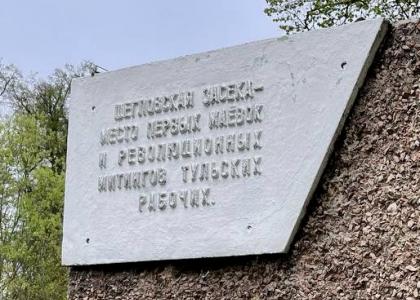 ЩЕГЛОВСКАЯ ЗАСЕКА–
МЕСТО ПЕРВЫХ МАЕВОК
И РЕВОЛЮЦИОННЫХ
МИТИНГОВ ТУЛЬСКИХ
РАБОЧИХ.